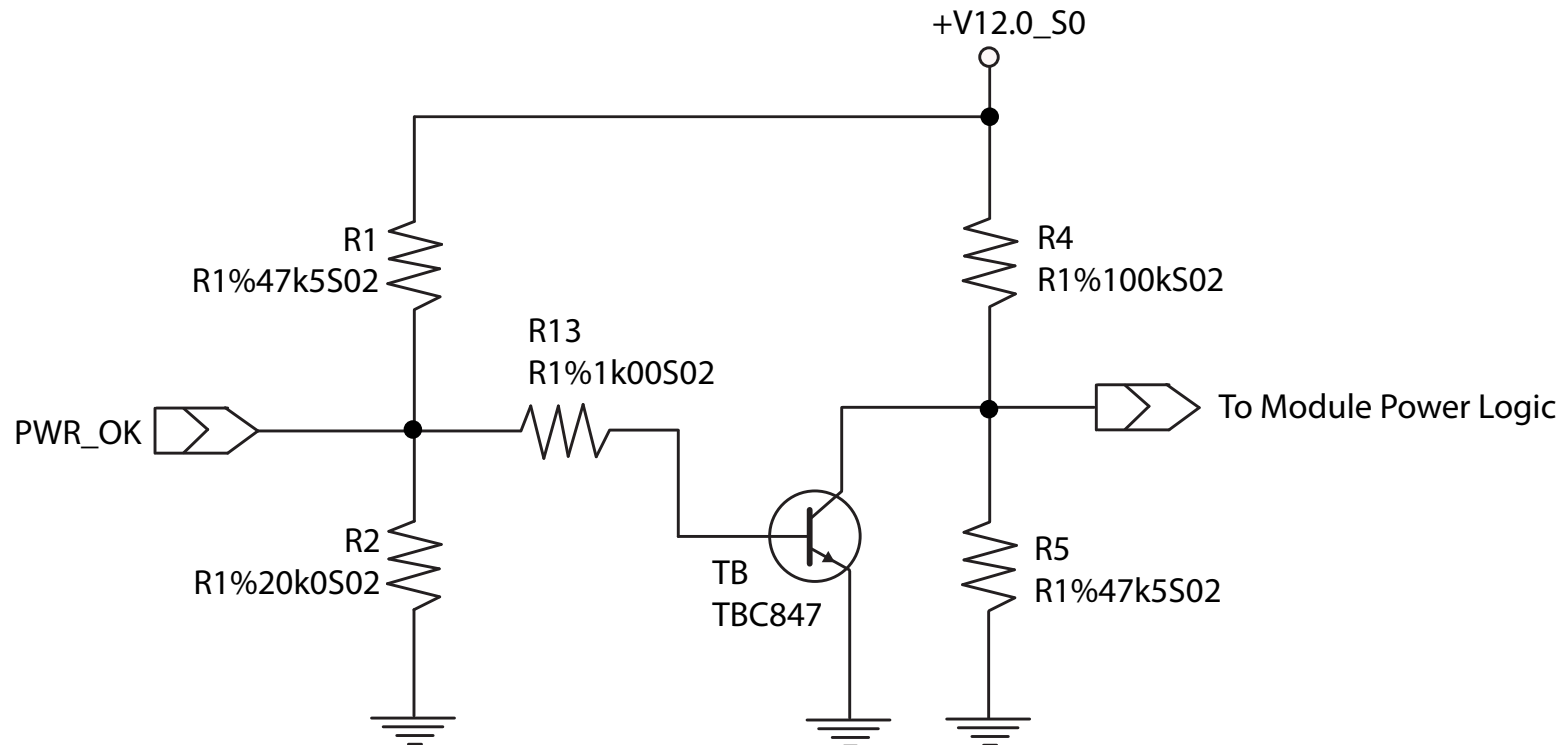 +V12.0_S0
R1
R1%47k5S02
R4
R1%100kS02
R13
R1%1k00S02
PWR_OK
To Module Power Logic
R2
R1%20k0S02
TB
TBC847
R5
R1%47k5S02